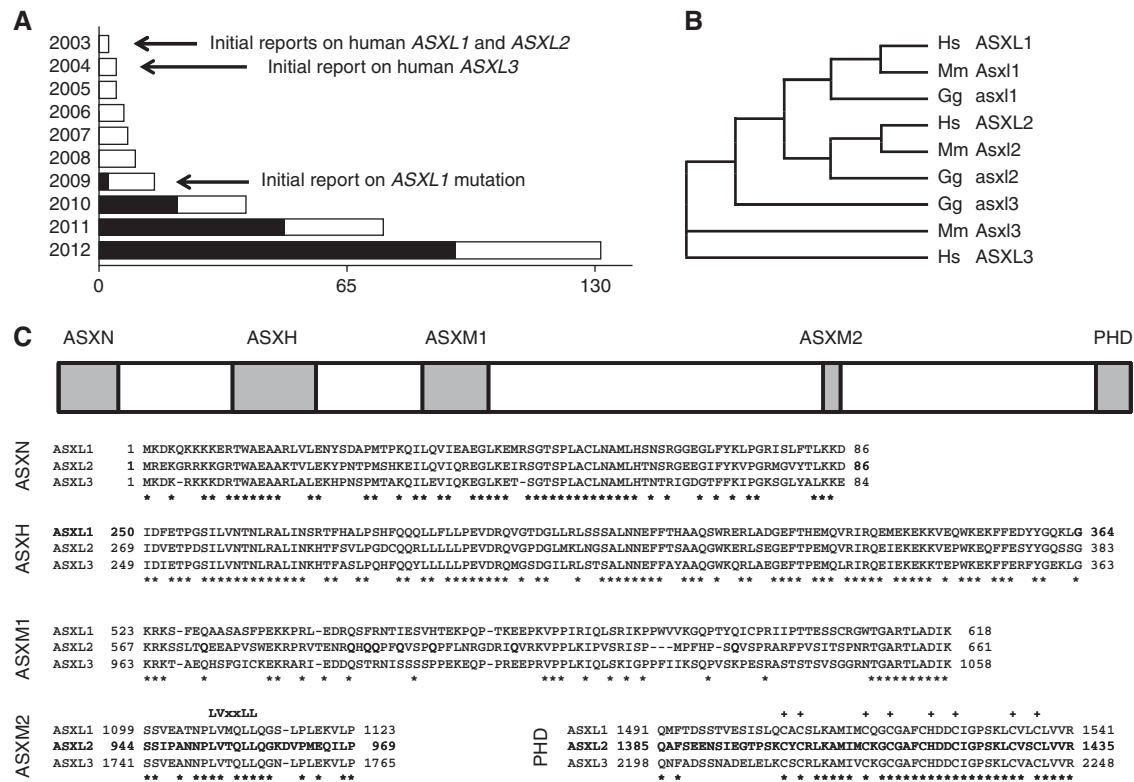 A
2003
Initial reports on human ASXL1 and ASXL2
2004
Initial report on human ASXL3
2005
2006
2007
2008
2009
Initial report on ASXL1 mutation
2010
2011
2012
0 65 130
B
Hs ASXL1
Mm Asxl1
Gg asxl1
Hs ASXL2
Mm Asxl2
Gg asxl2
Gg asxl3
Mm Asxl3
Hs ASXL3
C
ASXN ASXH ASXM1 ASXM2 PHD
ASXN
ASXL1 1 MKDKQKKKKERTWAEAARLVLENYSDAPMTPKQILQVIEAEGLKEMRSGTSPLACLNAMLHSNSRGGEGLFYKLPGRISLFTLKKD 86
ASXL2 1 MREKGRRKKGRTWAEAAKTVLEKYPNTPMSHKEILQVIQREGLKEIRSGTSPLACLNAMLHTNSRGEEGIFYKVPGRMGVYTLKKD 86
ASXL3 1 MKDK-RKKKDRTWAEAARLALEKHPNSPMTAKQILEVIQKEGLKET-SGTSPLACLNAMLHTNTRIGDGTFFKIPGKSGLYALKKE 84
ASXH
ASXL1 250 IDFETPGSILVNTNLRALINSRTFHALPSHFQQQLLFLLPEVDRQVGTDGLLRLSSSALNNEFFTHAAQSWRERLADGEFTHEMQVRIRQEMEKEKKVEQWKEKFFEDYYGQKLG 364
ASXL2 269 IDVETPDSILVNTNLRALINKHTFSVLPGDCQQRLLLLLPEVDRQVGPDGLMKLNGSALNNEFFTSAAQGWKERLSEGEFTPEMQVRIRQEIEKEKKVEPWKEQFFESYYGQSSG 383
ASXL3 249 IDIETPGSILVNTNLRALINKHTFASLPQHFQQYLLLLLPEVDRQMGSDGILRLSTSALNNEFFAYAAQGWKQRLAEGEFTPEMQLRIRQEIEKEKKTEPWKEKFFERFYGEKLG 363
ASXM1
ASXL1 523 KRKS-FEQAASASFPEKKPRL-EDRQSFRNTIESVHTEKPQP-TKEEPKVPPIRIQLSRIKPPWVVKGQPTYQICPRIIPTTESSCRGWTGARTLADIK 618
ASXL2 567 KRKSSLTQEEAPVSWEKRPRVTENRQHQQPFQVSPQPFLNRGDRIQVRKVPPLKIPVSRISP---MPFHP-SQVSPRARFPVSITSPNRTGARTLADIK 661
ASXL3 963 KRKT-AEQHSFGICKEKRARI-EDDQSTRNISSSSPPEKEQPPREEPRVPPLKIQLSKIGPPFIIKSQPVSKPESRASTSTSVSGGRNTGARTLADIK 1058
ASXM2
LVxxLL
ASXL1 1099 SSVEATNPLVMQLLQGS-LPLEKVLP 1123
ASXL2 944 SSIPANNPLVTQLLQGKDVPMEQILP 969
ASXL3 1741 SSVEANNPLVTQLLQGN-LPLEKVLP 1765
PHD
ASXL1 1491 QMFTDSSTVESISLQCACSLKAMIMCQGCGAFCHDDCIGPSKLCVLCLVVR 1541
ASXL2 1385 QAFSEENSIEGTPSKCYCRLKAMIMCKGCGAFCHDDCIGPSKLCVSCLVVR 1435
ASXL3 2198 QNFADSSNADELELKCSCRLKAMIVCKGCGAFCHDDCIGPSKLCVACLVVR 2248